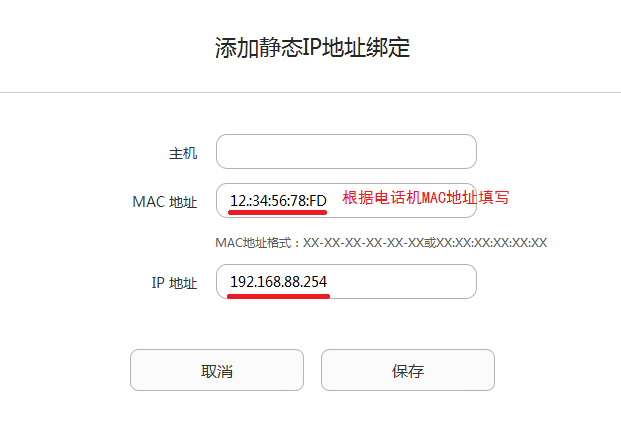 添加静态IP地址绑定
主机
MAC 地址 12:34:56:78:FD 根据电话机MAC地址填写
MAC地址格式：XX-XX-XX-XX-XX-XX或XX:XX:XX:XX:XX:XX
IP 地址 192.168.88.254
取消 保存